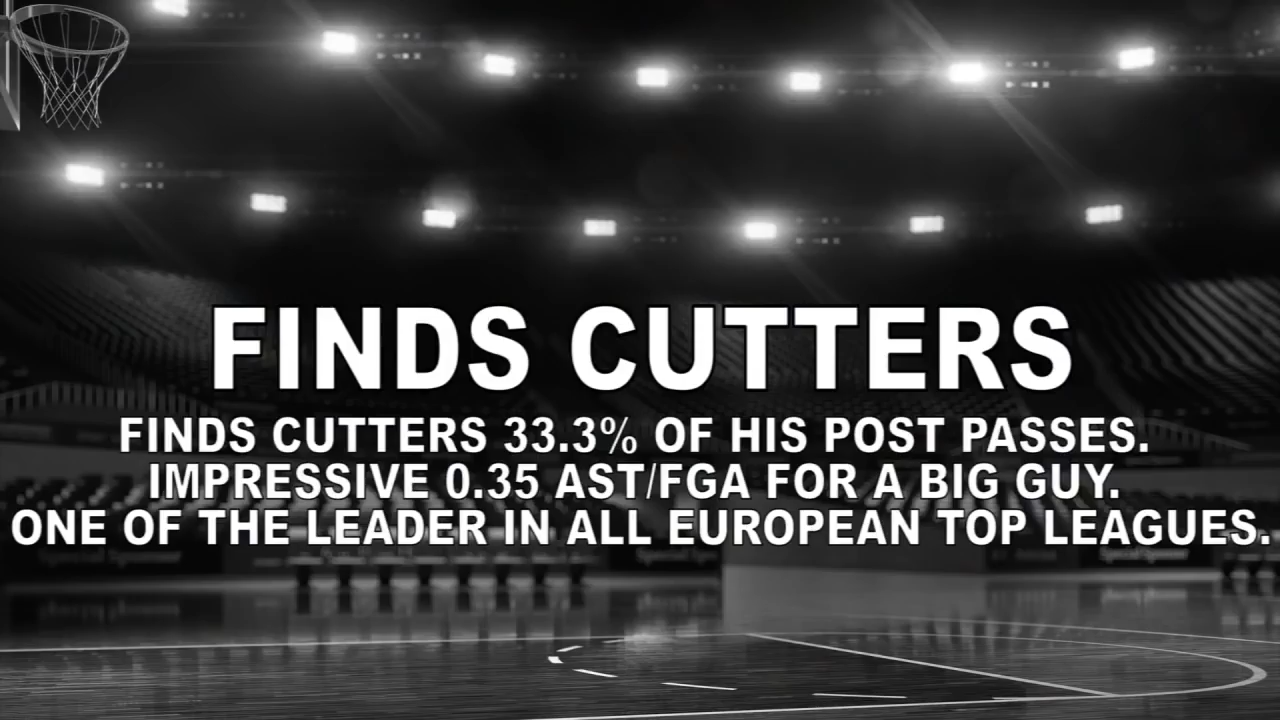 FINDS CUTTERS
FINDS CUTTERS 33.3% OF HIS POST PASSES.
IMPRESSIVE 0.35 AST/FGA FOR A BIG GUY.
ONE OF THE LEADER IN ALL EUROPEAN TOP LEAGUES.